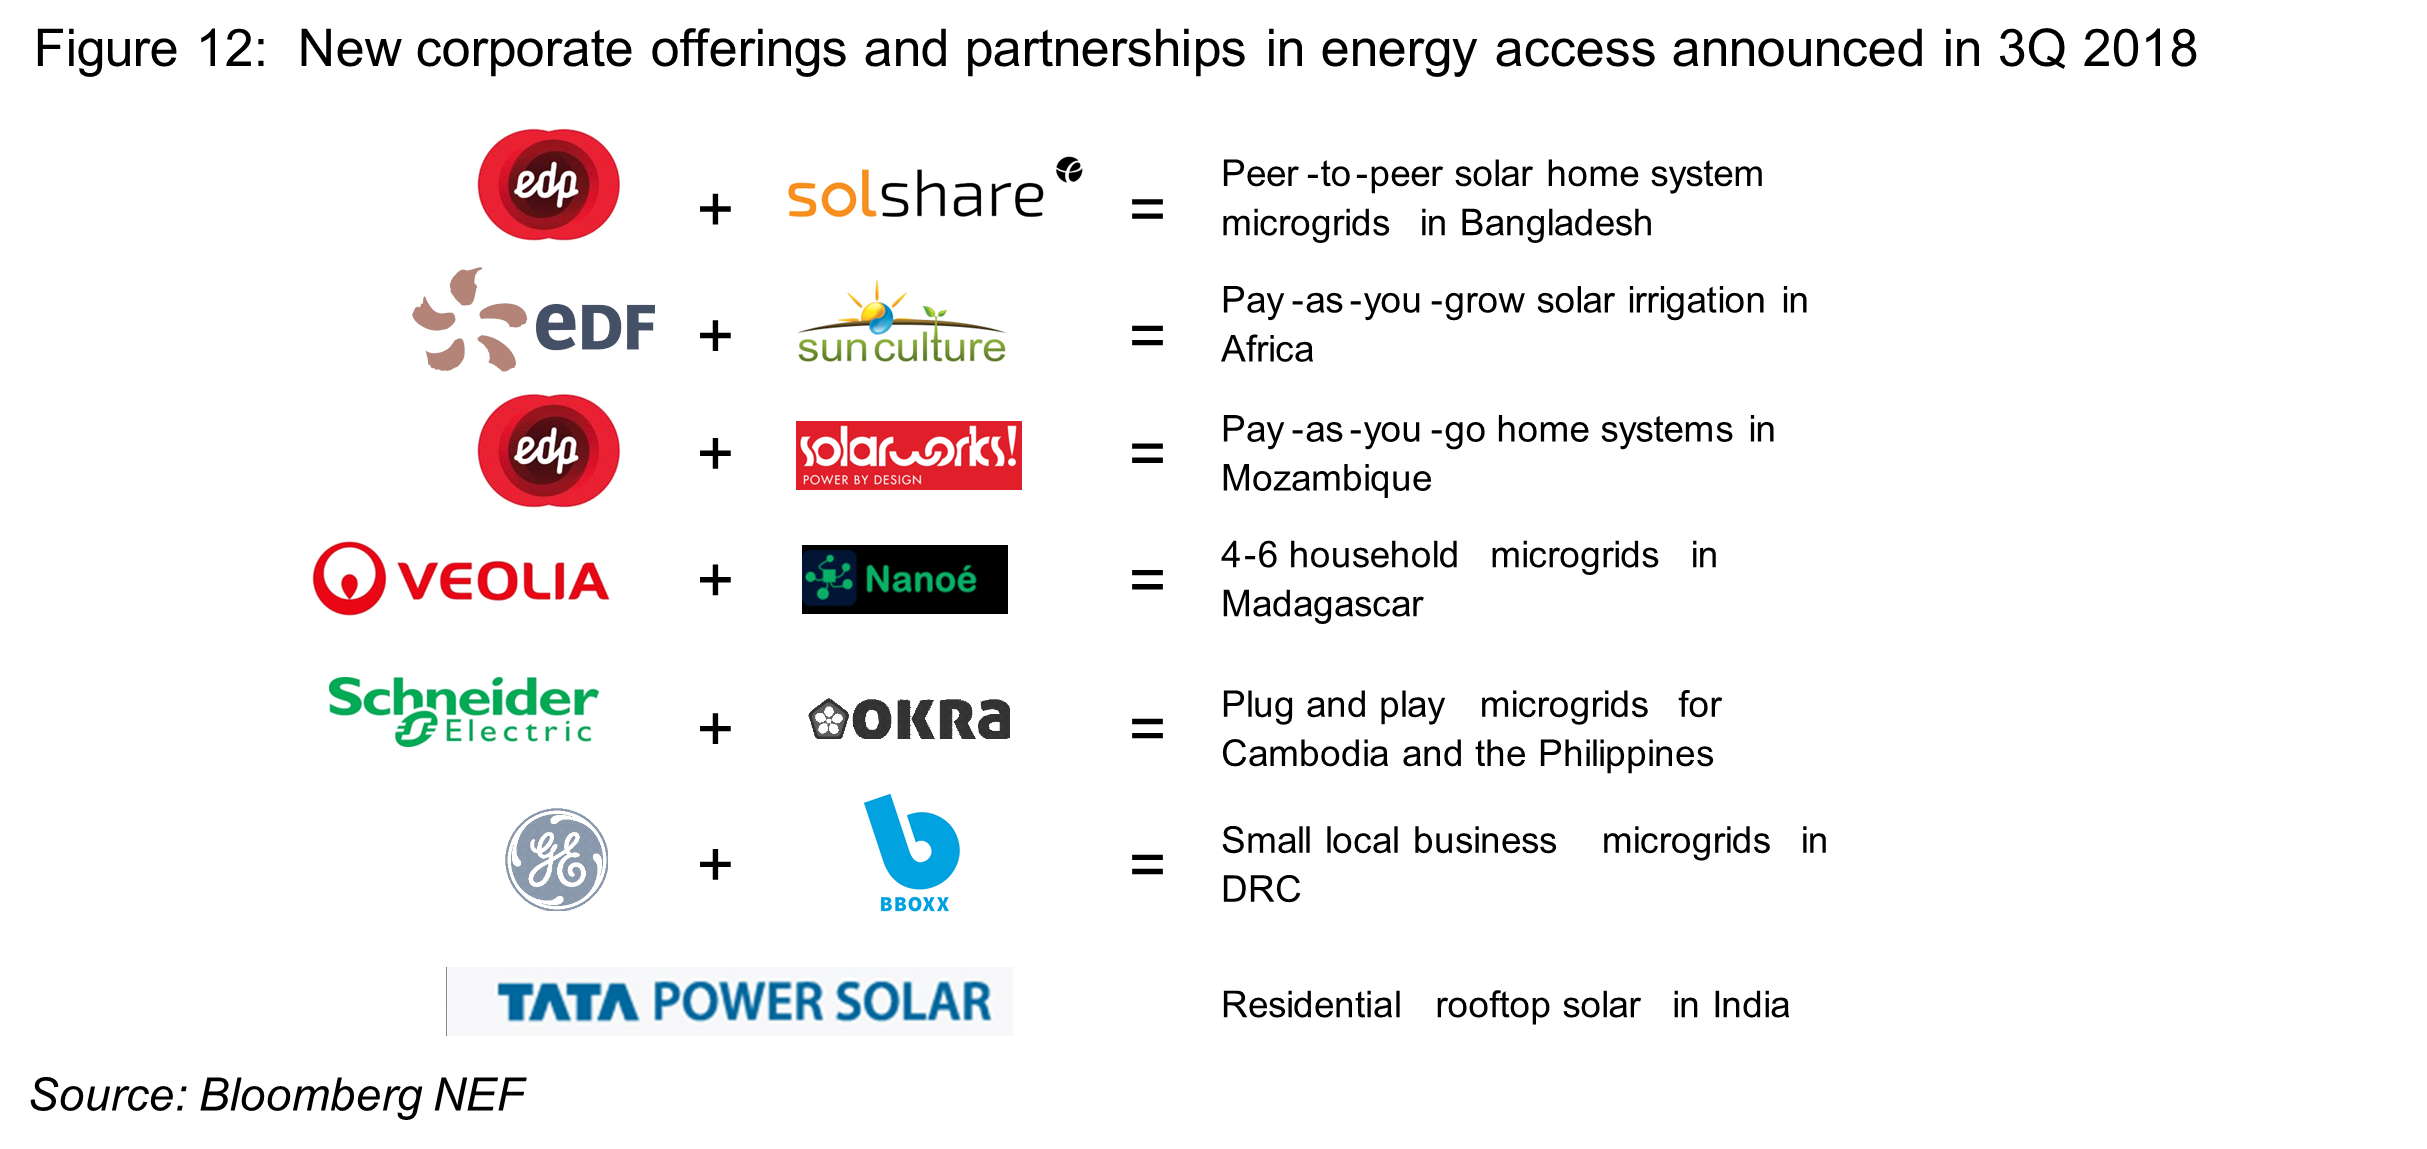 Figure 12: New corporate offerings and partnerships in energy access announced in 3Q 2018
edp + solshare = Peer-to-peer solar home system
microgrids in Bangladesh
eDF + sunculture = Pay-as-you-grow solar irrigation in
Africa
edp + solarworks! = Pay-as-you-go home systems in
POWER BY DESIGN
Mozambique
VEOLIA + Nanoé = 4-6 household microgrids in
Madagascar
Schneider
Electric + OKRa = Plug and play microgrids for
Cambodia and the Philippines
GE + b = Small local business microgrids in
BBOXX
DRC
TATA POWER SOLAR Residential rooftop solar in India
Source: Bloomberg NEF